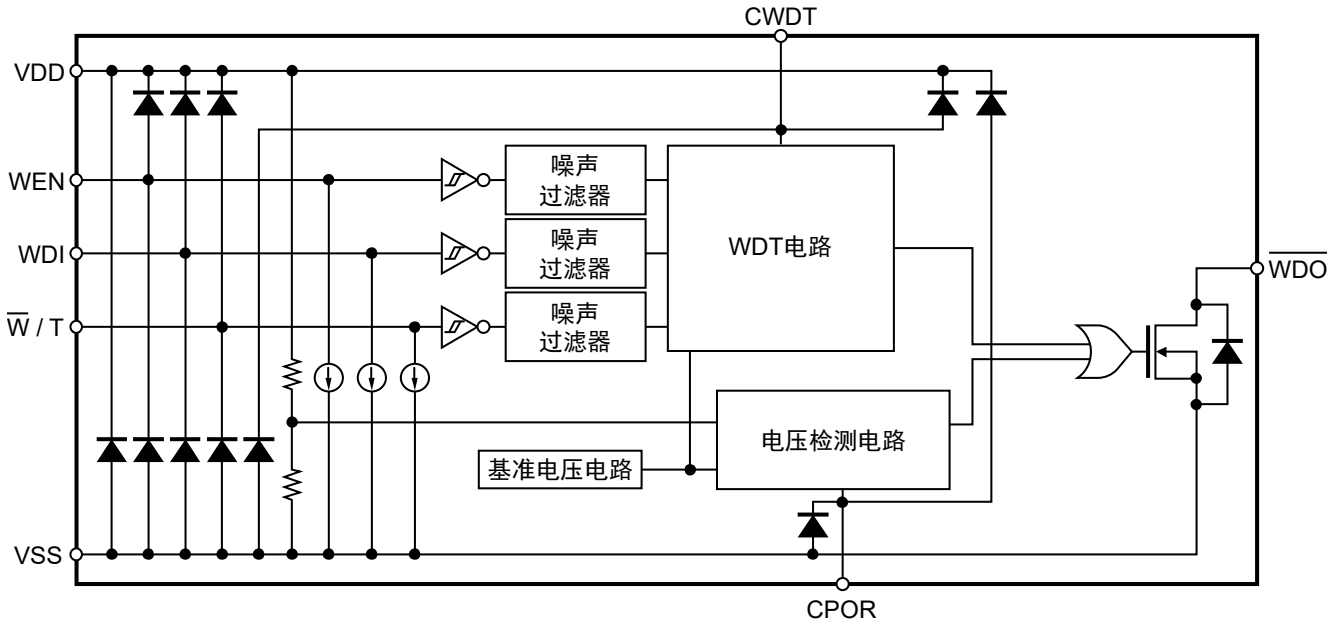 CWDT
VDD
WEN
噪声
过滤器
WDI
噪声
过滤器
WDT电路
W̅ / T
噪声
过滤器
W̅D̅O̅
电压检测电路
基准电压电路
VSS
CPOR